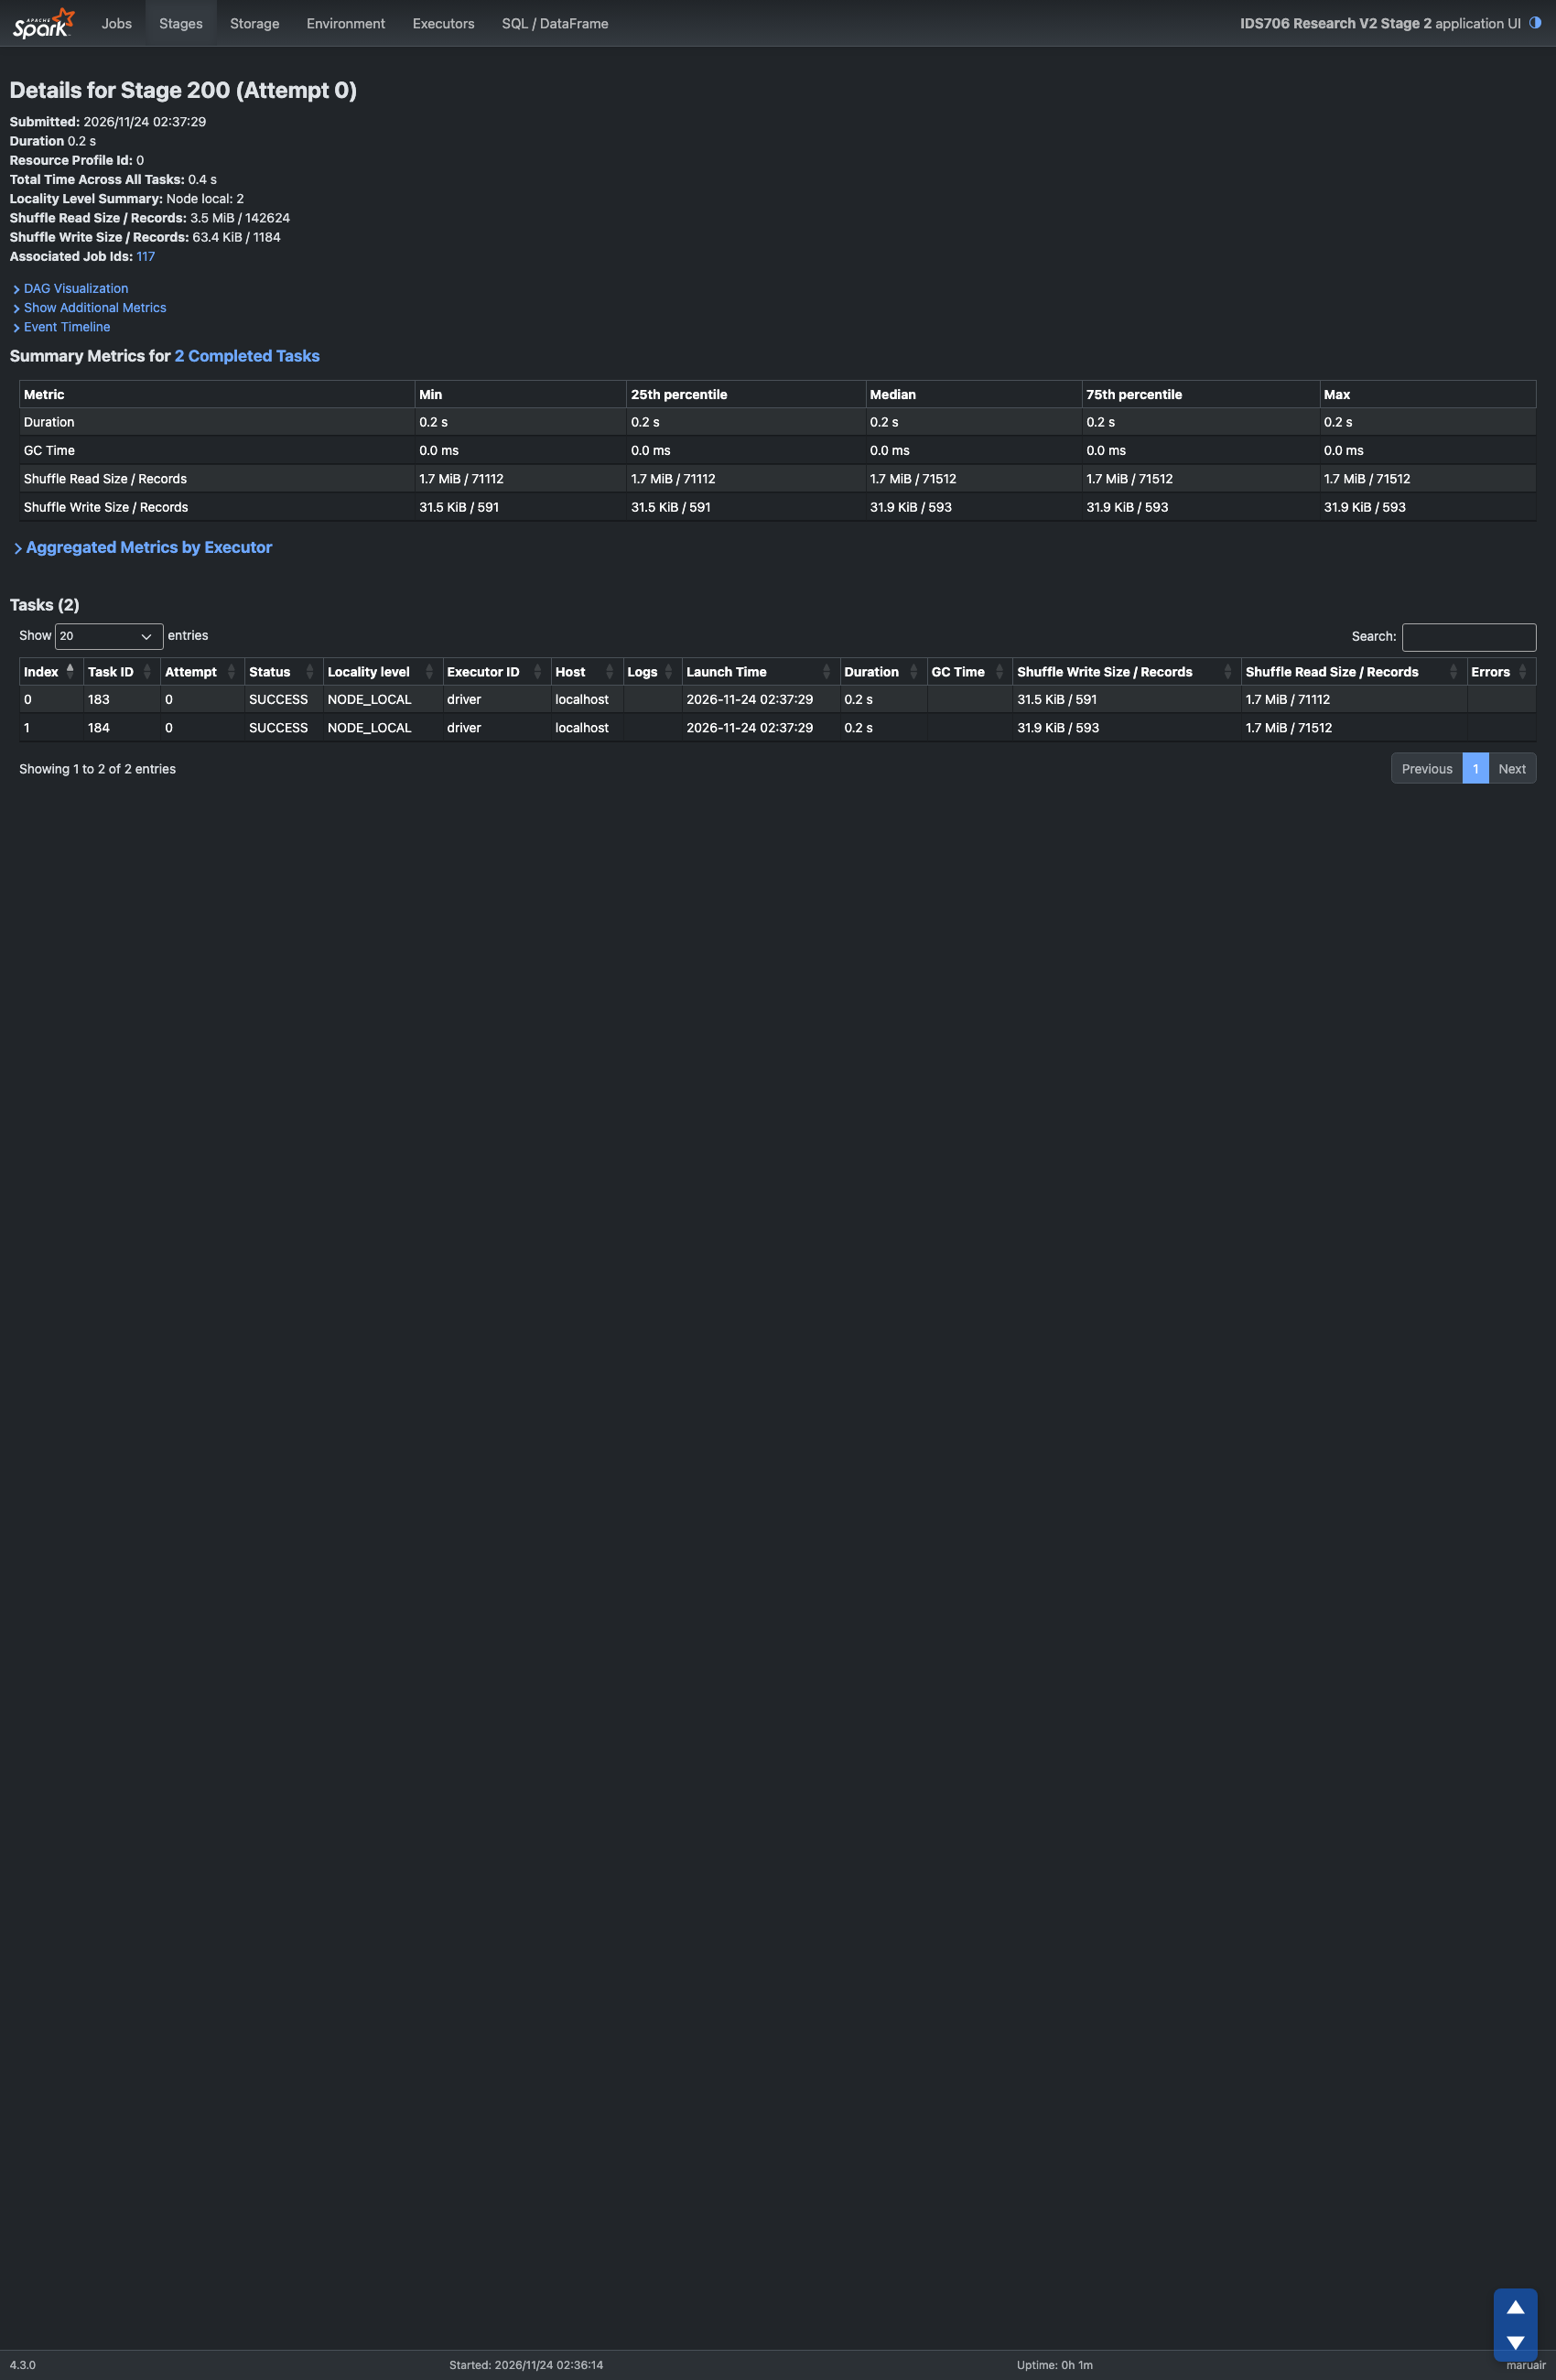 APACHE Spark Jobs Stages Storage Environment Executors SQL / DataFrame IDS706 Research V2 Stage 2 application UI
Details for Stage 200 (Attempt 0)
Submitted: 2026/11/24 02:37:29
Duration 0.2 s
Resource Profile Id: 0
Total Time Across All Tasks: 0.4 s
Locality Level Summary: Node local: 2
Shuffle Read Size / Records: 3.5 MiB / 142624
Shuffle Write Size / Records: 63.4 KiB / 1184
Associated Job Ids: 117
DAG Visualization
Show Additional Metrics
Event Timeline
Summary Metrics for 2 Completed Tasks
Metric Min 25th percentile Median 75th percentile Max
Duration 0.2 s 0.2 s 0.2 s 0.2 s 0.2 s
GC Time 0.0 ms 0.0 ms 0.0 ms 0.0 ms 0.0 ms
Shuffle Read Size / Records 1.7 MiB / 71112 1.7 MiB / 71112 1.7 MiB / 71512 1.7 MiB / 71512 1.7 MiB / 71512
Shuffle Write Size / Records 31.5 KiB / 591 31.5 KiB / 591 31.9 KiB / 593 31.9 KiB / 593 31.9 KiB / 593
Aggregated Metrics by Executor
Tasks (2)
Show 20 entries Search:
Index Task ID Attempt Status Locality level Executor ID Host Logs Launch Time Duration GC Time Shuffle Write Size / Records Shuffle Read Size / Records Errors
0 183 0 SUCCESS NODE_LOCAL driver localhost 2026-11-24 02:37:29 0.2 s 31.5 KiB / 591 1.7 MiB / 71112
1 184 0 SUCCESS NODE_LOCAL driver localhost 2026-11-24 02:37:29 0.2 s 31.9 KiB / 593 1.7 MiB / 71512
Showing 1 to 2 of 2 entries Previous 1 Next
4.3.0 Started: 2026/11/24 02:36:14 Uptime: 0h 1m maruair